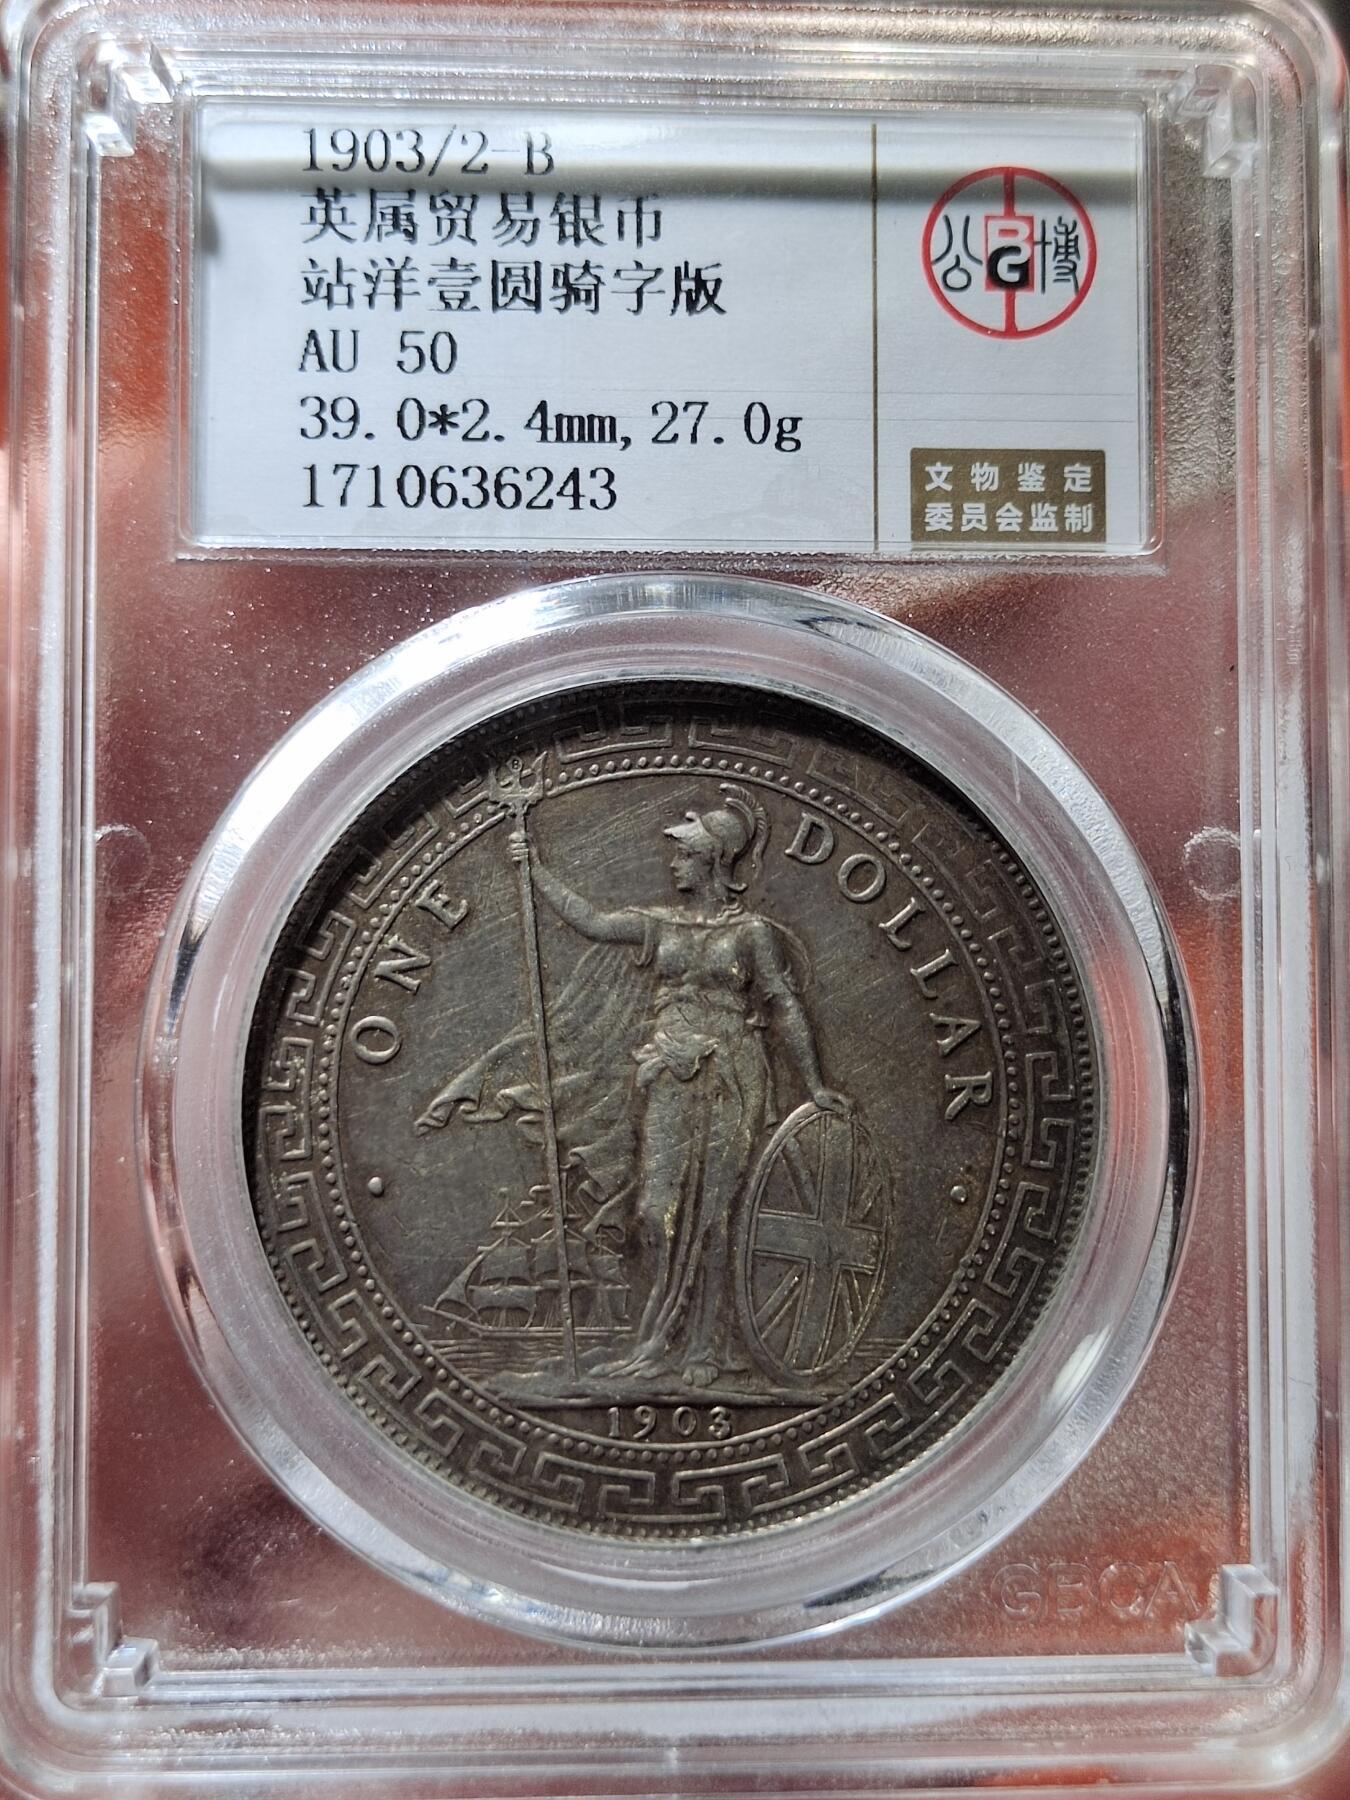 1903/2-B
英属贸易银币
站洋壹圆骑字版
AU 50
39.0*2.4mm,27.0g
1710636243
公博
BG
文物鉴定
委员会监制
B
ONE DOLLAR
1903
GBCA